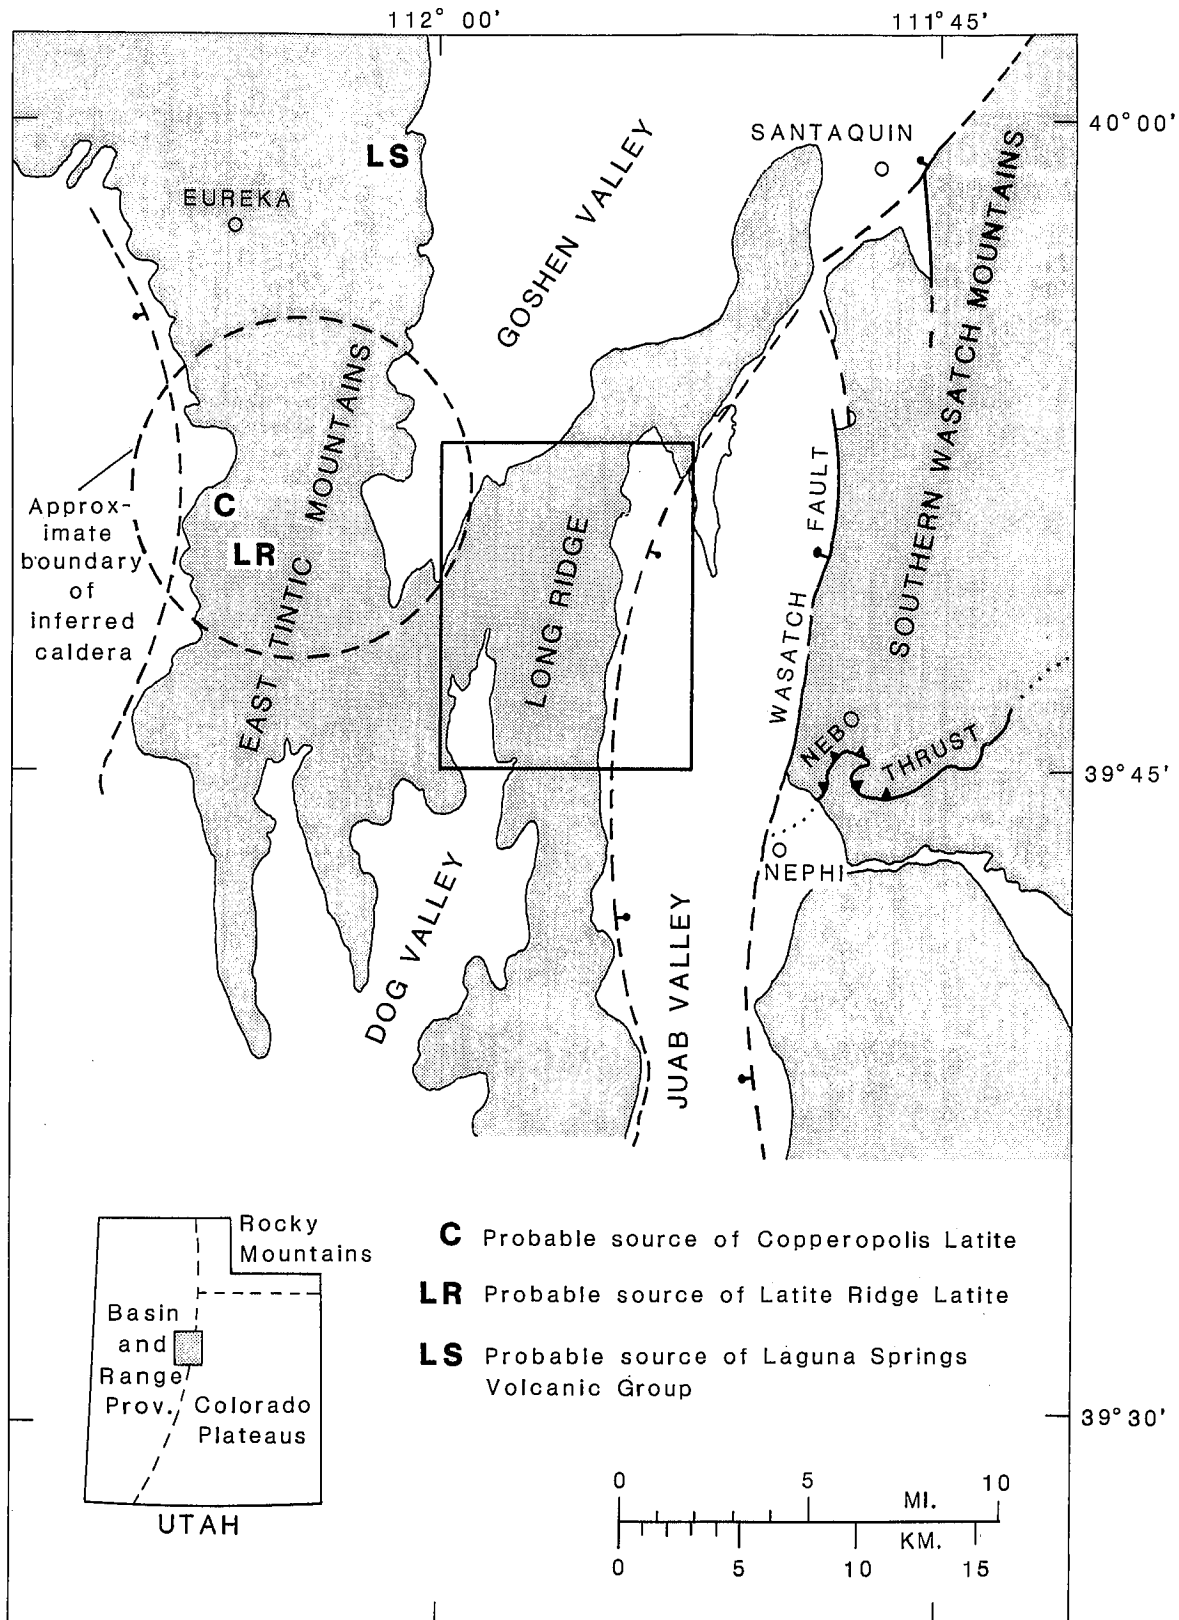 112° 00'
111°45'
40°00'
SANTAQUIN
LS
EUREKA
GOSHEN VALLEY
SOUTHERN WASATCH MOUNTAINS
EAST TINTIC MOUNTAINS
C
LR
Approx-
imate
boundary
of
inferred
caldera
LONG RIDGE
WASATCH FAULT
NEBO THRUST
39°45'
NEPHI
DOG VALLEY
JUAB VALLEY
Rocky
Mountains
Basin
and
Range
Prov.
Colorado
Plateaus
UTAH
C Probable source of Copperopolis Latite
LR Probable source of Latite Ridge Latite
LS Probable source of Laguna Springs
Volcanic Group
39°30'
0 5 10
MI.
KM.
0 5 10 15